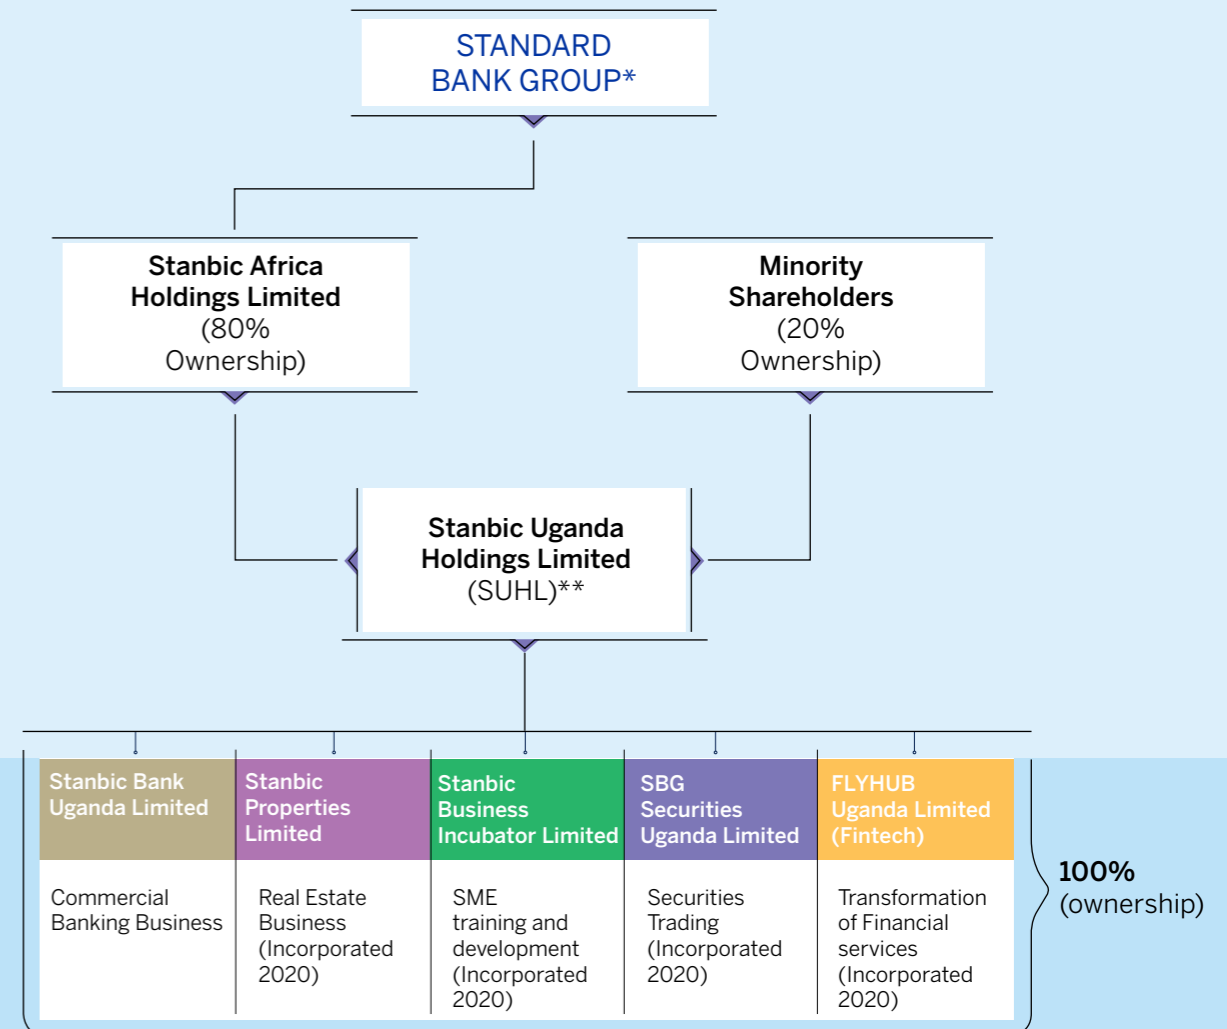 STANDARD
BANK GROUP*
Stanbic Africa
Holdings Limited
(80%
Ownership)
Minority
Shareholders
(20%
Ownership)
Stanbic Uganda
Holdings Limited
(SUHL)**
Stanbic Bank
Uganda Limited
Stanbic
Properties
Limited
Stanbic
Business
Incubator Limited
SBG
Securities
Uganda Limited
FLYHUB
Uganda Limited
(Fintech)
Commercial
Banking Business
Real Estate
Business
(Incorporated
2020)
SME
training and
development
(Incorporated
2020)
Securities
Trading
(Incorporated
2020)
Transformation
of Financial
services
(Incorporated
2020)
100%
(ownership)